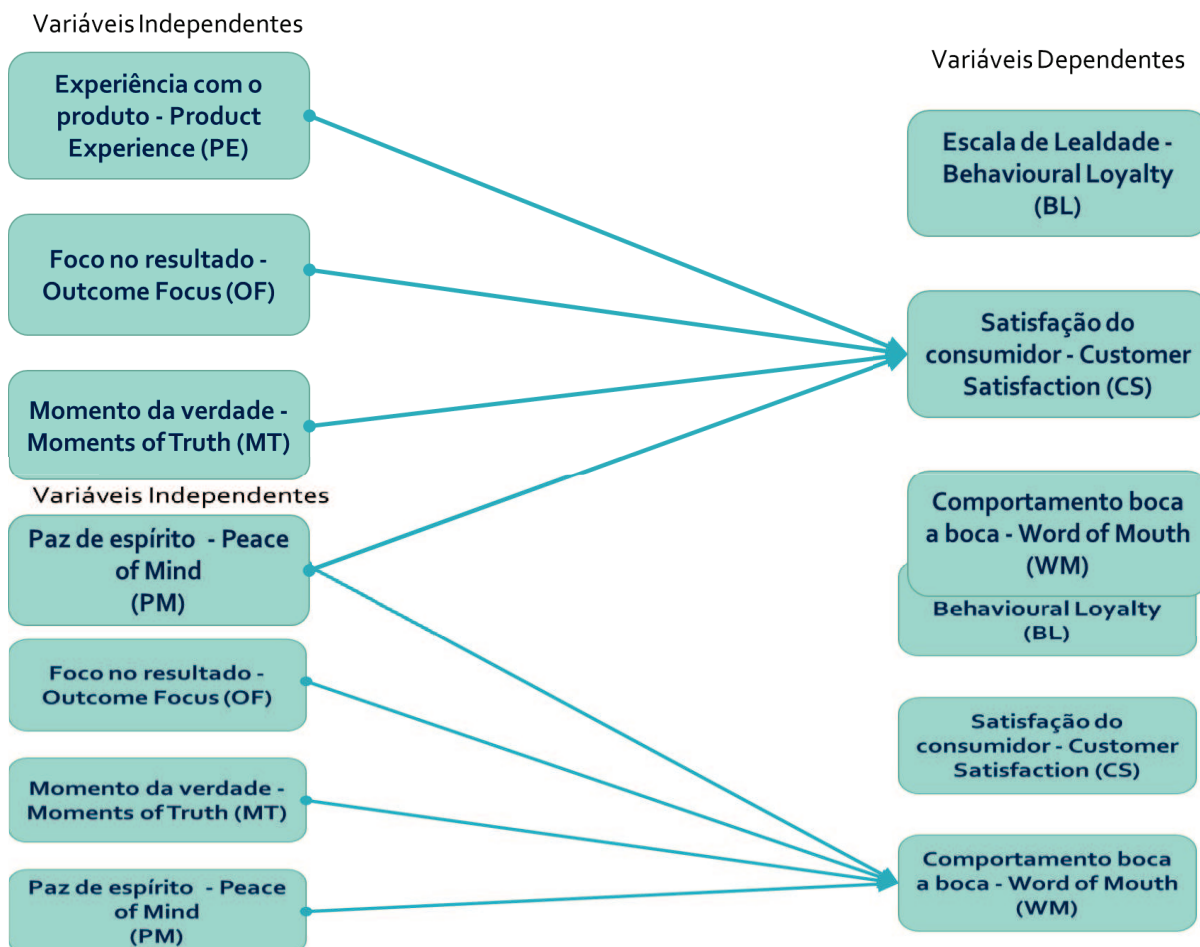 Variáveis Independentes
Experiência com o
produto - Product
Experience (PE)
Foco no resultado -
Outcome Focus (OF)
Momento da verdade -
Moments of Truth (MT)
Variáveis Independentes
Paz de espírito - Peace
of Mind
(PM)
Foco no resultado -
Outcome Focus (OF)
Momento da verdade -
Moments of Truth (MT)
Paz de espírito - Peace
of Mind
(PM)
Variáveis Dependentes
Escala de Lealdade -
Behavioural Loyalty
(BL)
Satisfação do
consumidor - Customer
Satisfaction (CS)
Comportamento boca
a boca - Word of Mouth
(WM)
Behavioural Loyalty
(BL)
Satisfação do
consumidor - Customer
Satisfaction (CS)
Comportamento boca
a boca - Word of Mouth
(WM)